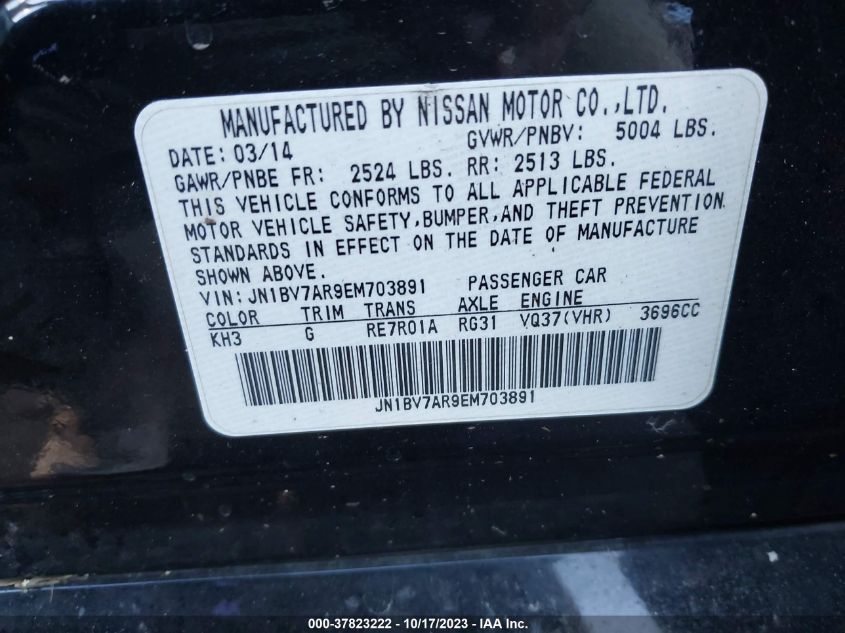 MANUFACTURED BY NISSAN MOTOR CO.,LTD.
DATE: 03/14 GVWR/PNBV: 5004 LBS.
GAWR/PNBE FR: 2524 LBS. RR: 2513 LBS.
THIS VEHICLE CONFORMS TO ALL APPLICABLE FEDERAL
MOTOR VEHICLE SAFETY,BUMPER,AND THEFT PREVENTION
STANDARDS IN EFFECT ON THE DATE OF MANUFACTURE
SHOWN ABOVE.
VIN: JN1BV7AR9EM703891 PASSENGER CAR
COLOR TRIM TRANS AXLE ENGINE
KH3 G RE7R01A RG31 VQ37(VHR) 3696CC
JN1BV7AR9EM703891
000-37823222 - 10/17/2023 - IAA Inc.